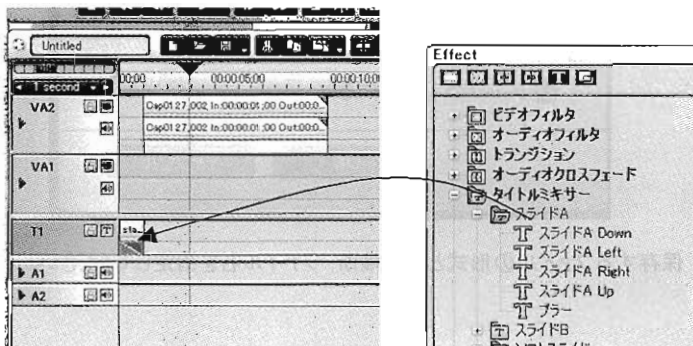 Untitled
1 second
00;00
00:00:05;00
00:00:10;0
VA2
Cap01 27_002 In:00:00:01 ;00 Out:00:0...
Cap01 27_002 In:00:00:01 ;00 Out:00:0...
VA1
T1
T
sta...
A1
A2
Effect
ビデオフィルタ
オーディオフィルタ
トランジション
オーディオクロスフェード
タイトルミキサー
スライドA
T スライドA Down
T スライドA Left
T スライドA Right
T スライドA Up
T ブラー
スライドB